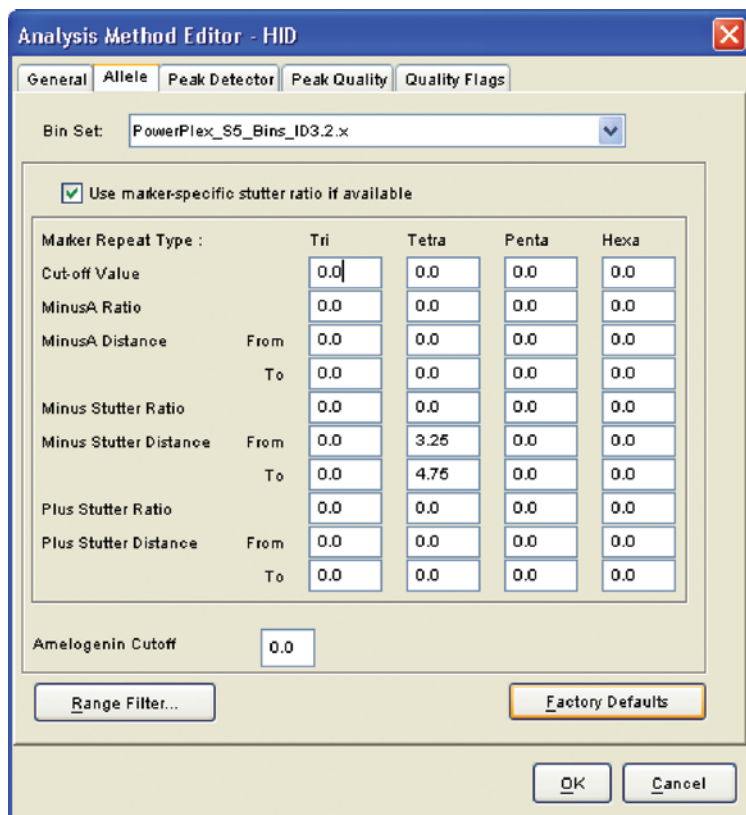 Analysis Method Editor - HID
General Allele Peak Detector Peak Quality Quality Flags
Bin Set: PowerPlex_S5_Bins_ID3.2.x
Use marker-specific stutter ratio if available
Marker Repeat Type : Tri Tetra Penta Hexa
Cut-off Value 0.0 0.0 0.0 0.0
MinusA Ratio 0.0 0.0 0.0 0.0
MinusA Distance From 0.0 0.0 0.0 0.0
To 0.0 0.0 0.0 0.0
Minus Stutter Ratio 0.0 0.0 0.0 0.0
Minus Stutter Distance From 0.0 3.25 0.0 0.0
To 0.0 4.75 0.0 0.0
Plus Stutter Ratio 0.0 0.0 0.0 0.0
Plus Stutter Distance From 0.0 0.0 0.0 0.0
To 0.0 0.0 0.0 0.0
Amelogenin Cutoff 0.0
Range Filter... Factory Defaults
OK Cancel